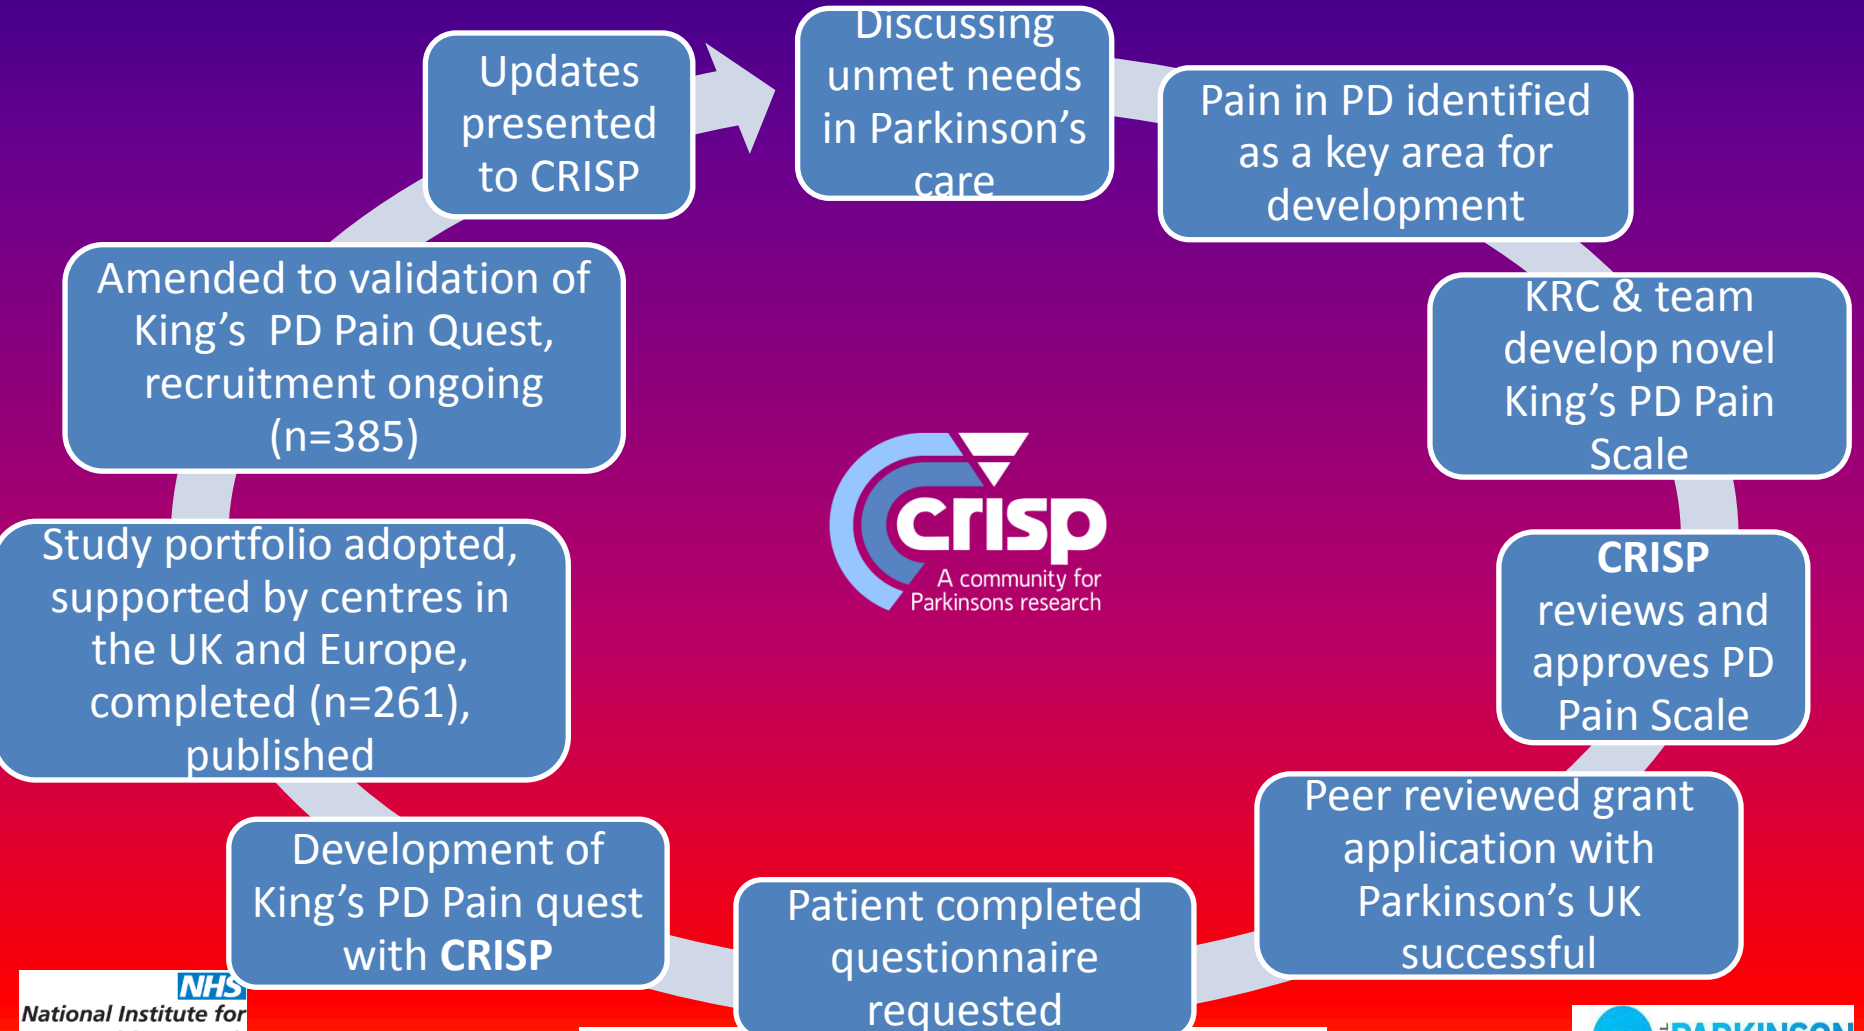 Discussing
unmet needs
in Parkinson's
care
Pain in PD identified
as a key area for
development
KRC & team
develop novel
King's PD Pain
Scale
CRISP
reviews and
approves PD
Pain Scale
Peer reviewed grant
application with
Parkinson's UK
successful
Patient completed
questionnaire
requested
Development of
King's PD Pain quest
with CRISP
Study portfolio adopted,
supported by centres in
the UK and Europe,
completed (n=261),
published
Amended to validation of
King's  PD Pain Quest,
recruitment ongoing
(n=385)
Updates
presented
to CRISP
crisp
A community for
Parkinsons research
NHS
National Institute for
PARKINSON